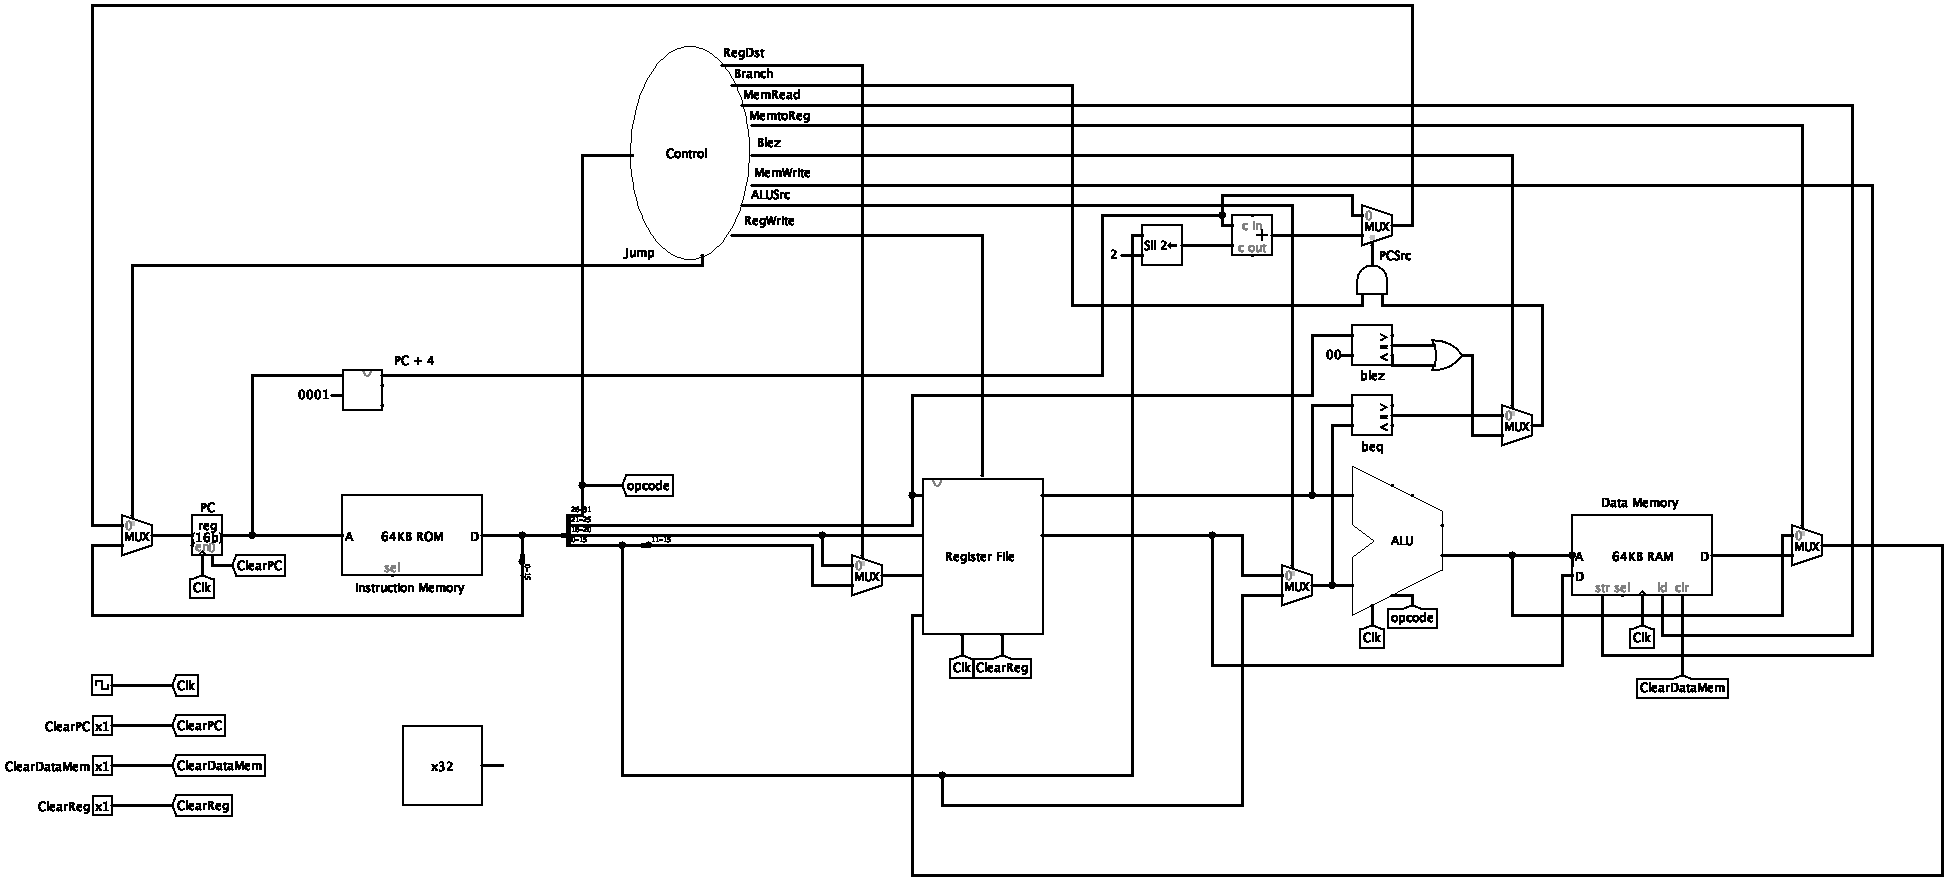 RegDst
Branch
MemRead
MemtoReg
Blez
Control
MemWrite
ALUSrc
RegWrite
Jump
0
MUX
c in
+
c out
Sll 2←
2
PCSrc
PC + 4
0001
00
> = <
blez
> = <
beq
0
MUX
opcode
26-31
21-25
16-20
0-15
11-15
0-15
PC
0
MUX
reg
(16b)
en0
ClearPC
Clk
A
64KB ROM
D
sel
Instruction Memory
0
MUX
Register File
Clk
ClearReg
0
MUX
ALU
Clk
opcode
Data Memory
A
64KB RAM
D
D
str sel
ld clr
Clk
ClearDataMem
0
MUX
Clk
ClearPC x1 ClearPC
ClearDataMem x1 ClearDataMem
ClearReg x1 ClearReg
x32